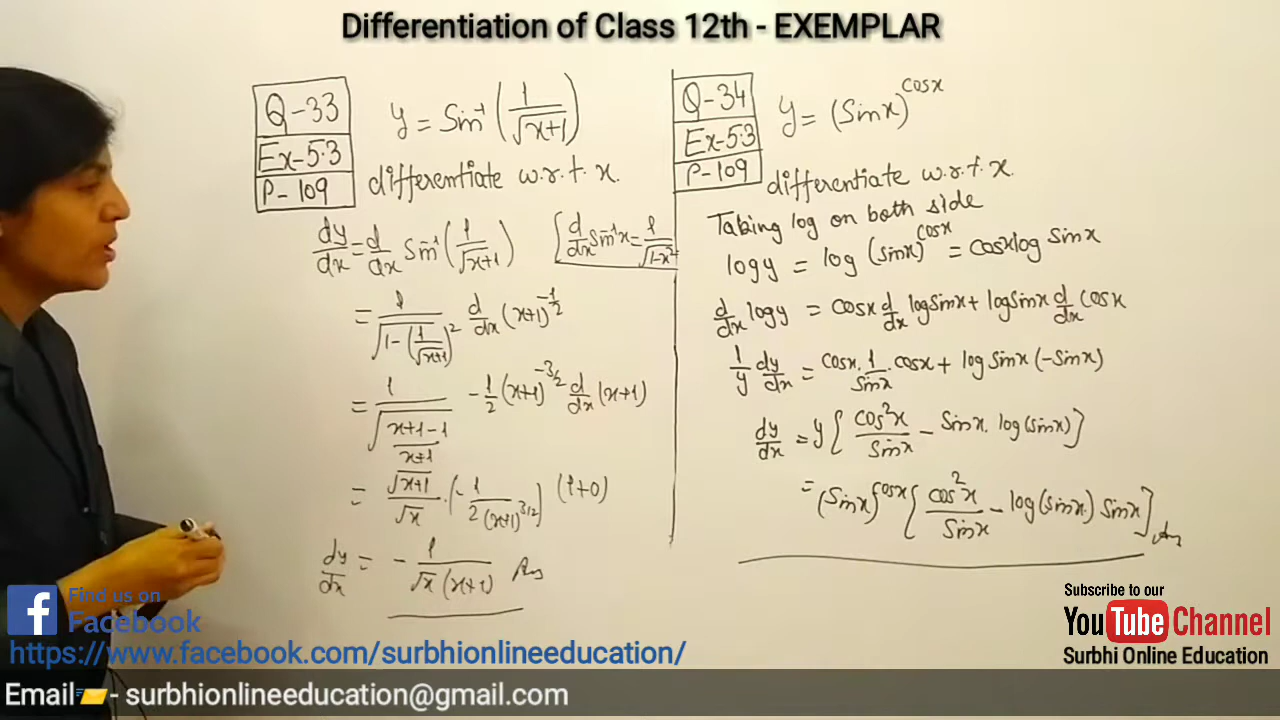 Differentiation of Class 12th - EXEMPLAR
Q-33
Ex-5.3
P-109
y = Sin⁻¹ (1/√x+1)
differentiate w.r.t x.
dy/dx = d/dx Sin⁻¹ (1/√x+1) [d/dx Sin⁻¹x = 1/√1-x²
= 1/√1-(1/√x+1)² d/dx (x+1)^-1/2
= 1/√(x+1-1/x+1) -1/2 (x+1)^-3/2 d/dx (x+1)
= √x+1/√x · (-1/2(x+1)^3/2) (1+0)
dy/dx = - 1/√x (x+1) Ans
Q-34
Ex-5.3
P-109
y = (Sinx)^cosx
differentiate w.r.t. x.
Taking log on both side
logy = log (sinx)^cosx = cosx log sinx
d/dx logy = cosx d/dx logsinx + logsinx d/dx cosx
1/y dy/dx = cosx · 1/sinx · cosx + log sinx (-sinx)
dy/dx = y { cos²x/sinx - sinx. log(sinx) }
= (sinx)^cosx { cos²x/sinx - log(sinx) sinx ] Ans
Find us on
Facebook
https://www.facebook.com/surbhionlineeducation/
Subscribe to our
YouTube Channel
Surbhi Online Education
Email - surbhionlineeducation@gmail.com